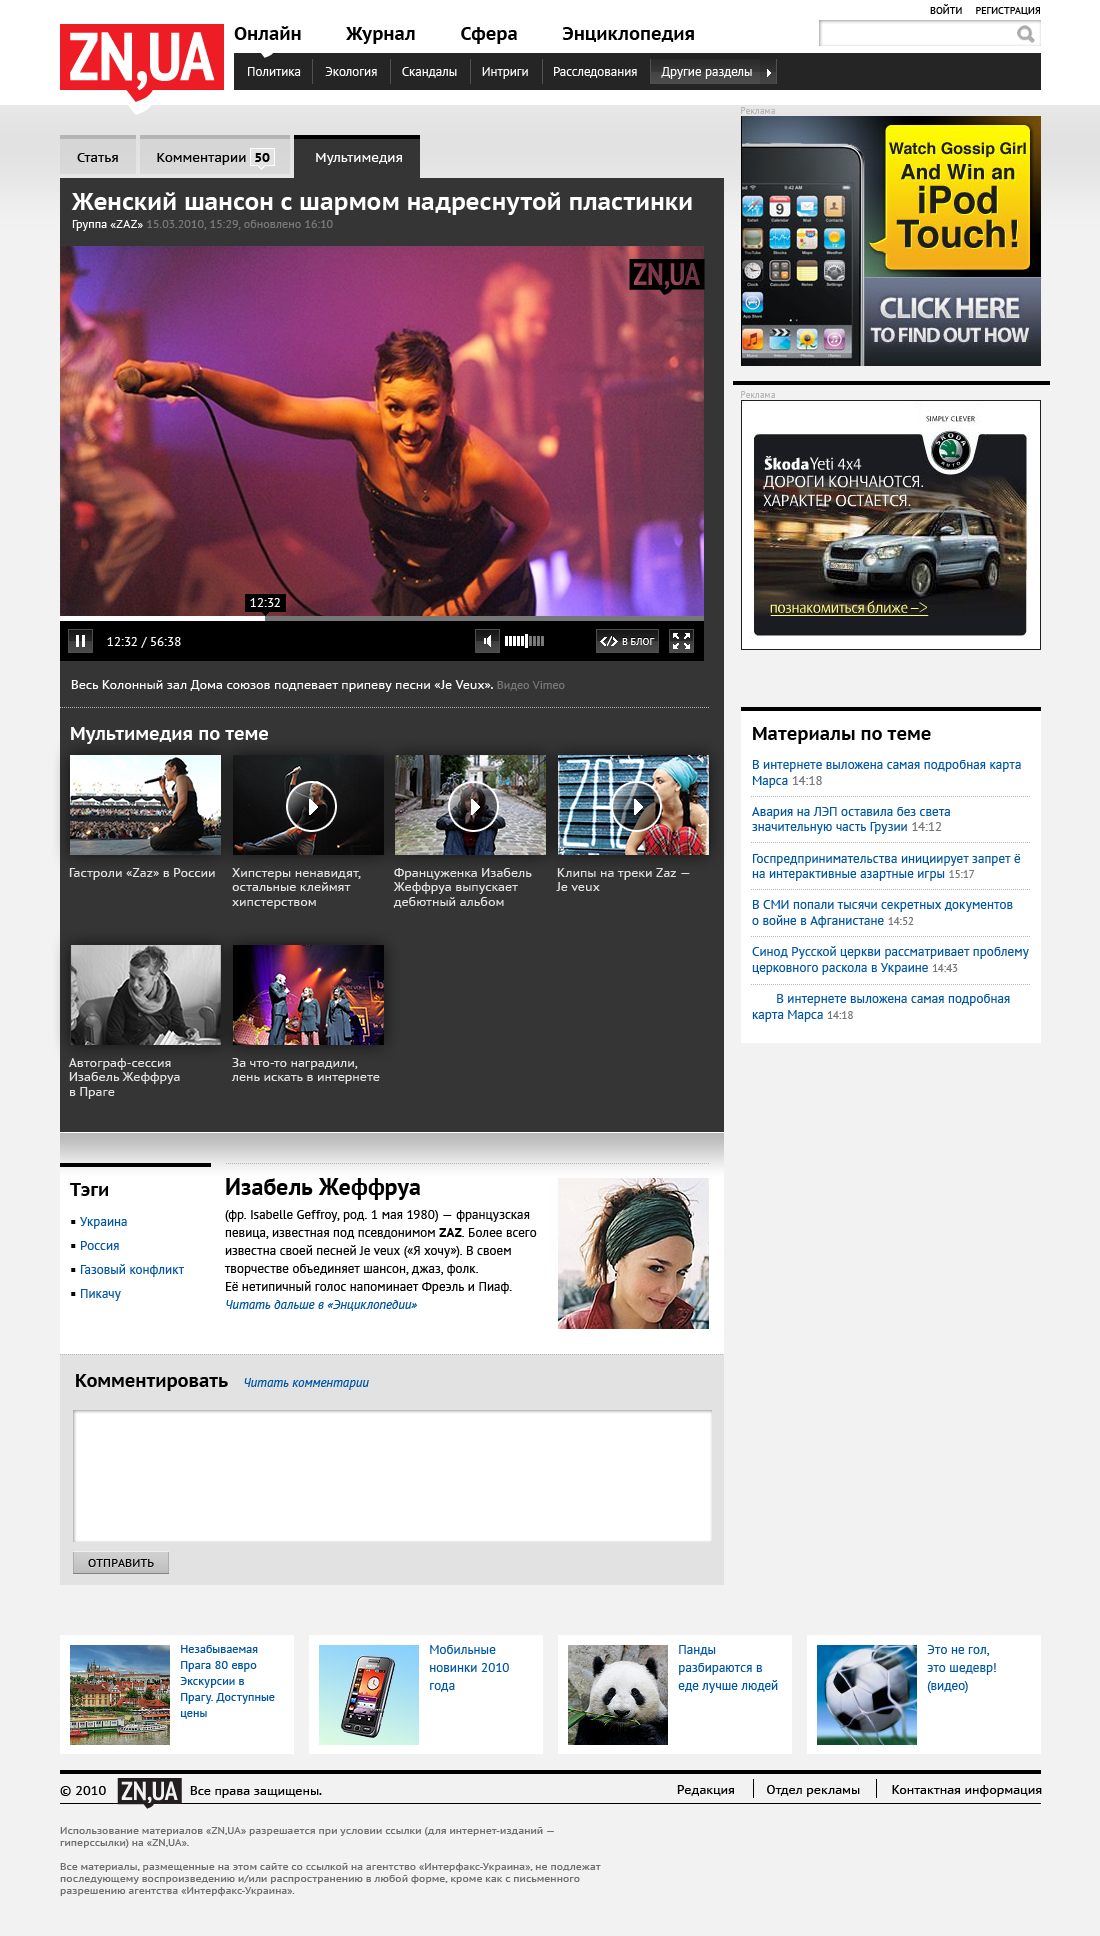 ВОЙТИ РЕГИСТРАЦИЯ
ZN,UA
Онлайн Журнал Сфера Энциклопедия
Политика Экология Скандалы Интриги Расследования Другие разделы
Реклама
Статья Комментарии 50 Мультимедия
Женский шансон с шармом надреснутой пластинки
Группа «ZAZ» 15.03.2010, 15:29, обновлено 16:10
ZN,UA
12:32
12:32 / 56:38
В БЛОГ
Весь Колонный зал Дома союзов подпевает припеву песни «Je Veux». Видео Vimeo
Watch Gossip Girl
And Win an
iPod
Touch!
CLICK HERE
TO FIND OUT HOW
9:42 AM
Реклама
SIMPLY CLEVER
ŠKODA
AUTO
Škoda Yeti 4x4
ДОРОГИ КОНЧАЮТСЯ.
ХАРАКТЕР ОСТАЕТСЯ.
познакомиться ближе —>
Мультимедия по теме
ZAZ
Гастроли «Zaz» в России
Хипстеры ненавидят,
остальные клеймят
хипстерством
Француженка Изабель
Жеффруа выпускает
дебютный альбом
Клипы на треки Zaz —
Je veux
Автограф-сессия
Изабель Жеффруа
в Праге
За что-то наградили,
лень искать в интернете
Материалы по теме
В интернете выложена самая подробная карта
Марса 14:18
Авария на ЛЭП оставила без света
значительную часть Грузии 14:12
Госпредпринимательства инициирует запрет ё
на интерактивные азартные игры 15:17
В СМИ попали тысячи секретных документов
о войне в Афганистане 14:52
Синод Русской церкви рассматривает проблему
церковного раскола в Украине 14:43
В интернете выложена самая подробная
карта Марса 14:18
Тэги
Украина
Россия
Газовый конфликт
Пикачу
Изабель Жеффруа
(фр. Isabelle Geffroy, род. 1 мая 1980) — французская
певица, известная под псевдонимом ZAZ. Более всего
известна своей песней Je veux («Я хочу»). В своем
творчестве объединяет шансон, джаз, фолк.
Её нетипичный голос напоминает Фрэль и Пиаф.
Читать дальше в «Энциклопедии»
Комментировать Читать комментарии
ОТПРАВИТЬ
Незабываемая
Прага 80 евро
Экскурсии в
Прагу. Доступные
цены
Мобильные
новинки 2010
года
Панды
разбираются в
еде лучше людей
Это не гол,
это шедевр!
(видео)
© 2010 ZN,UA Все права защищены.
Редакция Отдел рекламы Контактная информация
Использование материалов «ZN,UA» разрешается при условии ссылки (для интернет-изданий —
гиперссылки) на «ZN,UA».
Все материалы, размещенные на этом сайте со ссылкой на агентство «Интерфакс-Украина», не подлежат
последующему воспроизведению и/или распространению в любой форме, кроме как с письменного
разрешению агентства «Интерфакс-Украина».